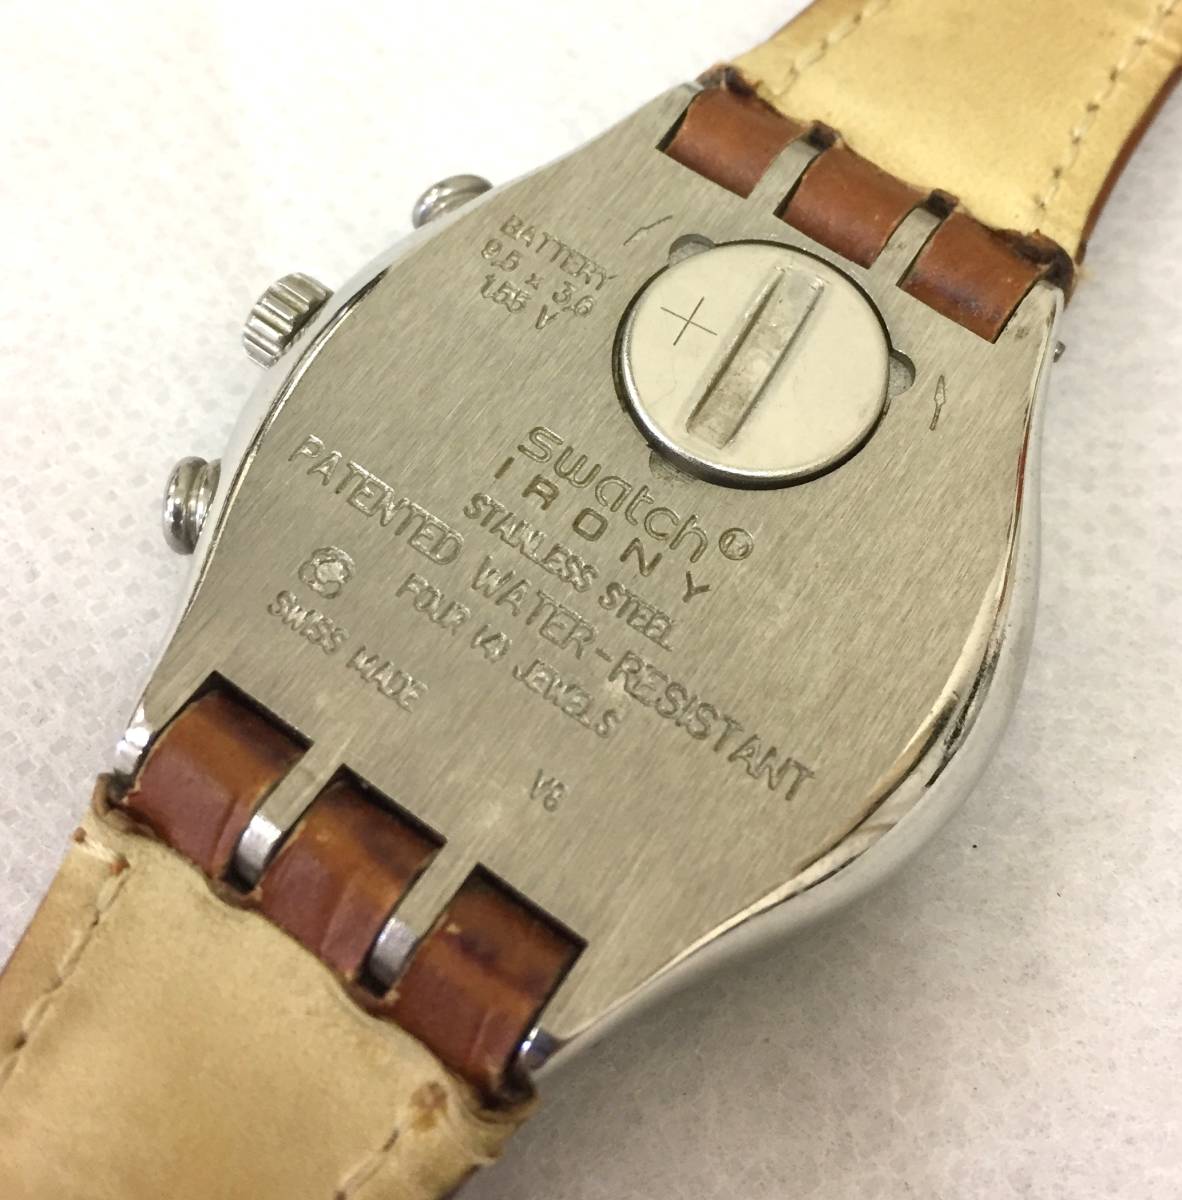 BATTERY
9.5 x 3.6
1.55 V
+
swatch
IRONY
STAINLESS STEEL
PATENTED WATER-RESISTANT
FOUR (4) JEWELS
SWISS MADE
V8